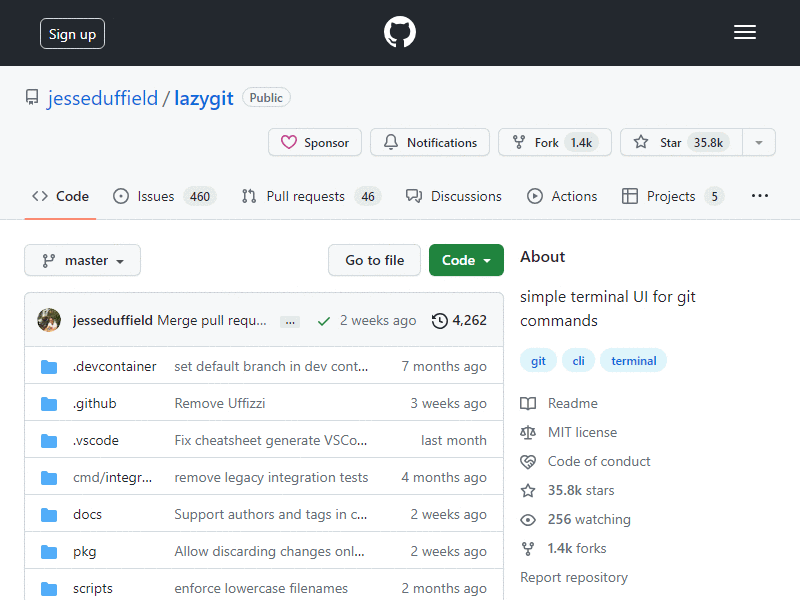 Sign up
jesseduffield / lazygit Public
Sponsor Notifications Fork 1.4k Star 35.8k
Code Issues 460 Pull requests 46 Discussions Actions Projects 5 ...
master Go to file Code
jesseduffield Merge pull requ... ... 2 weeks ago 4,262
.devcontainer set default branch in dev cont... 7 months ago
.github Remove Uffizzi 3 weeks ago
.vscode Fix cheatsheet generate VSCo... last month
cmd/integr... remove legacy integration tests 4 months ago
docs Support authors and tags in c... 2 weeks ago
pkg Allow discarding changes onl... 2 weeks ago
scripts enforce lowercase filenames 2 months ago
About
simple terminal UI for git
commands
git cli terminal
Readme
MIT license
Code of conduct
35.8k stars
256 watching
1.4k forks
Report repository